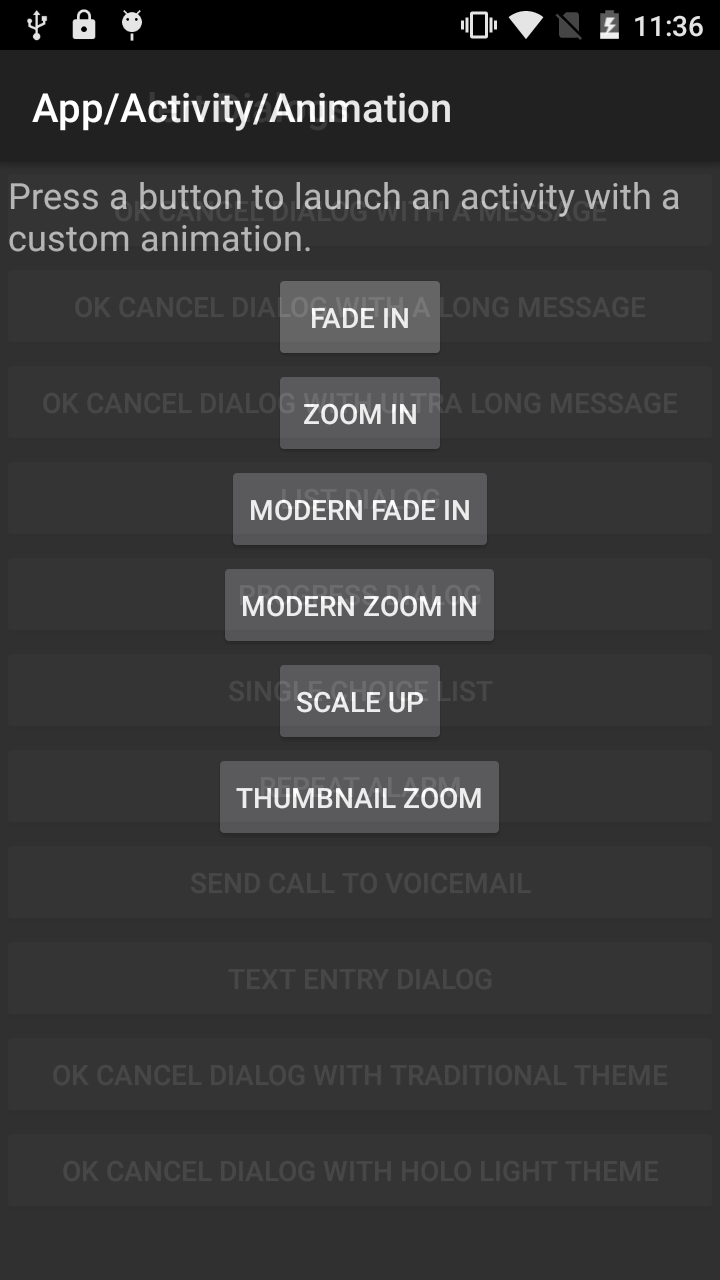 11:36
App/Activity/Animation
Press a button to launch an activity with a
custom animation.
OK CANCEL DIALOG WITH A MESSAGE
FADE IN
OK CANCEL DIALOG WITH A LONG MESSAGE
ZOOM IN
OK CANCEL DIALOG WITH ULTRA LONG MESSAGE
MODERN FADE IN
LIST DIALOG
MODERN ZOOM IN
PROGRESS DIALOG
SCALE UP
SINGLE CHOICE LIST
THUMBNAIL ZOOM
REPEAT ALARM
SEND CALL TO VOICEMAIL
TEXT ENTRY DIALOG
OK CANCEL DIALOG WITH TRADITIONAL THEME
OK CANCEL DIALOG WITH HOLO LIGHT THEME